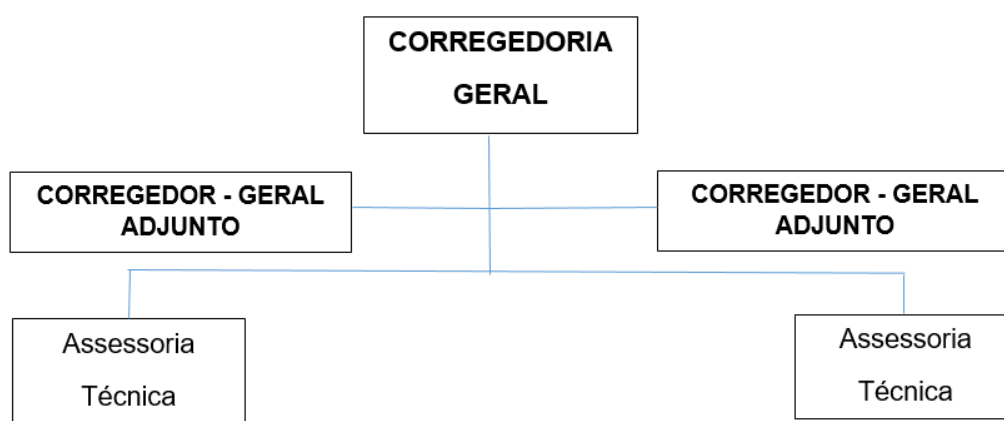 CORREGEDORIA
GERAL
CORREGEDOR - GERAL
ADJUNTO
CORREGEDOR - GERAL
ADJUNTO
Assessoria
Técnica
Assessoria
Técnica